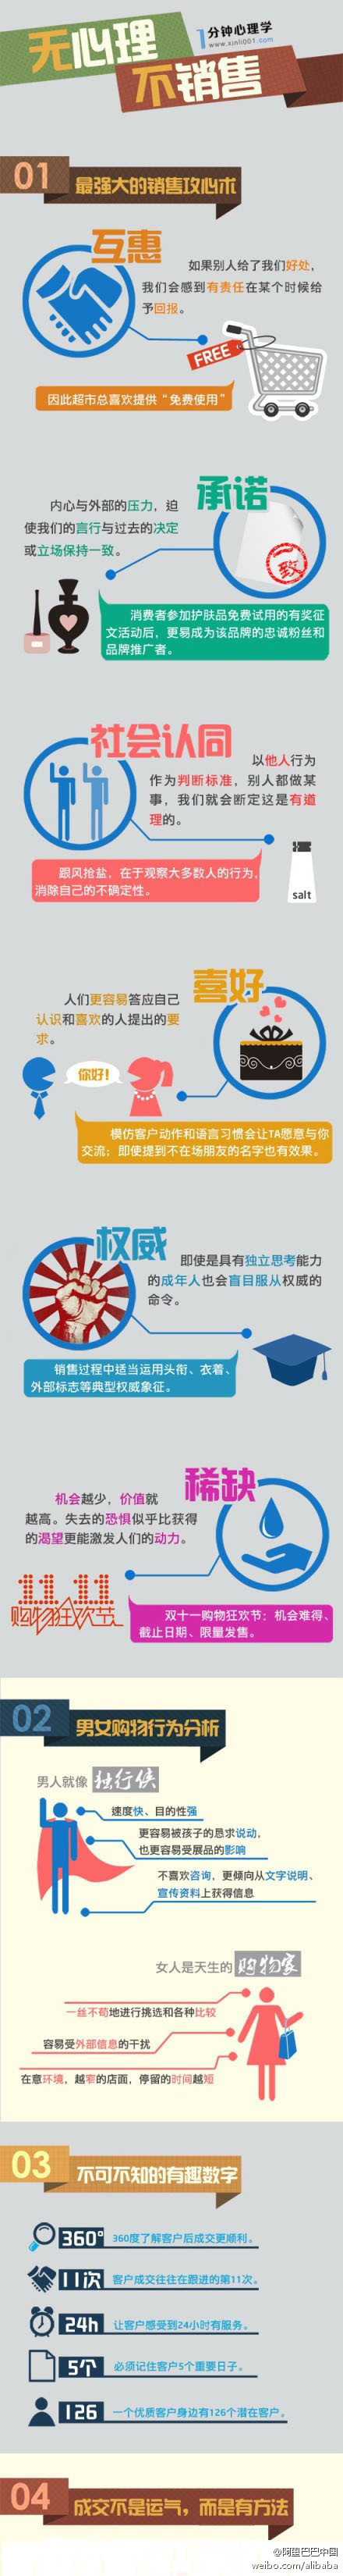 无心理
1分钟心理学
www.xinli001.com
不销售
01
最强大的销售攻心术
互惠
如果别人给了我们好处，
我们会感到有责任在某个时候给
予回报。
FREE
因此超市总喜欢提供“免费使用”
承诺
内心与外部的压力，迫
使我们的言行与过去的决定
或立场保持一致。
一致
消费者参加护肤品免费试用的有奖征
文活动后，更易成为该品牌的忠诚粉丝和
品牌推广者。
社会认同
以他人行为
作为判断标准，别人都做某
事，我们就会断定这是有道
理的。
salt
跟风抢盐，在于观察大多数人的行为，
消除自己的不确定性。
喜好
人们更容易答应自己
认识和喜欢的人提出的要
求。
你好！
模仿客户动作和语言习惯会让TA愿意与你
交流；即使提到不在场朋友的名字也有效果。
权威
即使是具有独立思考能力
的成年人也会盲目服从权威的
命令。
销售过程中适当运用头衔、衣着、
外部标志等典型权威象征。
稀缺
机会越少，价值就
越高。失去的恐惧似乎比获得
的渴望更能激发人们的动力。
11.11
购物狂欢节
双十一购物狂欢节：机会难得、
截止日期、限量发售。
02
男女购物行为分析
男人就像 独行侠
速度快、目的性强
更容易被孩子的恳求说动，
也更容易受展品的影响
不喜欢咨询，更倾向从文字说明、
宣传资料上获得信息
女人是天生的 购物家
一丝不苟地进行挑选和各种比较
容易受外部信息的干扰
在意环境，越窄的店面，停留的时间越短
03
不可不知的有趣数字
360° 360度了解客户后成交更顺利。
11次 客户成交往往在跟进的第11次。
24h 让客户感受到24小时有服务。
5个 必须记住客户5个重要日子。
126 一个优质客户身边有126个潜在客户。
04
成交不是运气，而是有方法
@阿里巴巴中国
weibo.com/alibaba